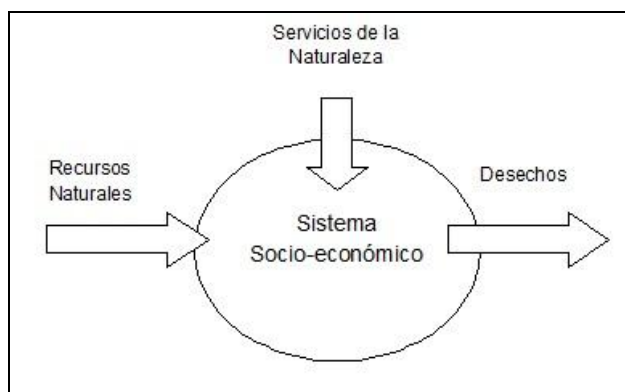 Servicios de la
Naturaleza
Recursos
Naturales
Desechos
Sistema
Socio-económico